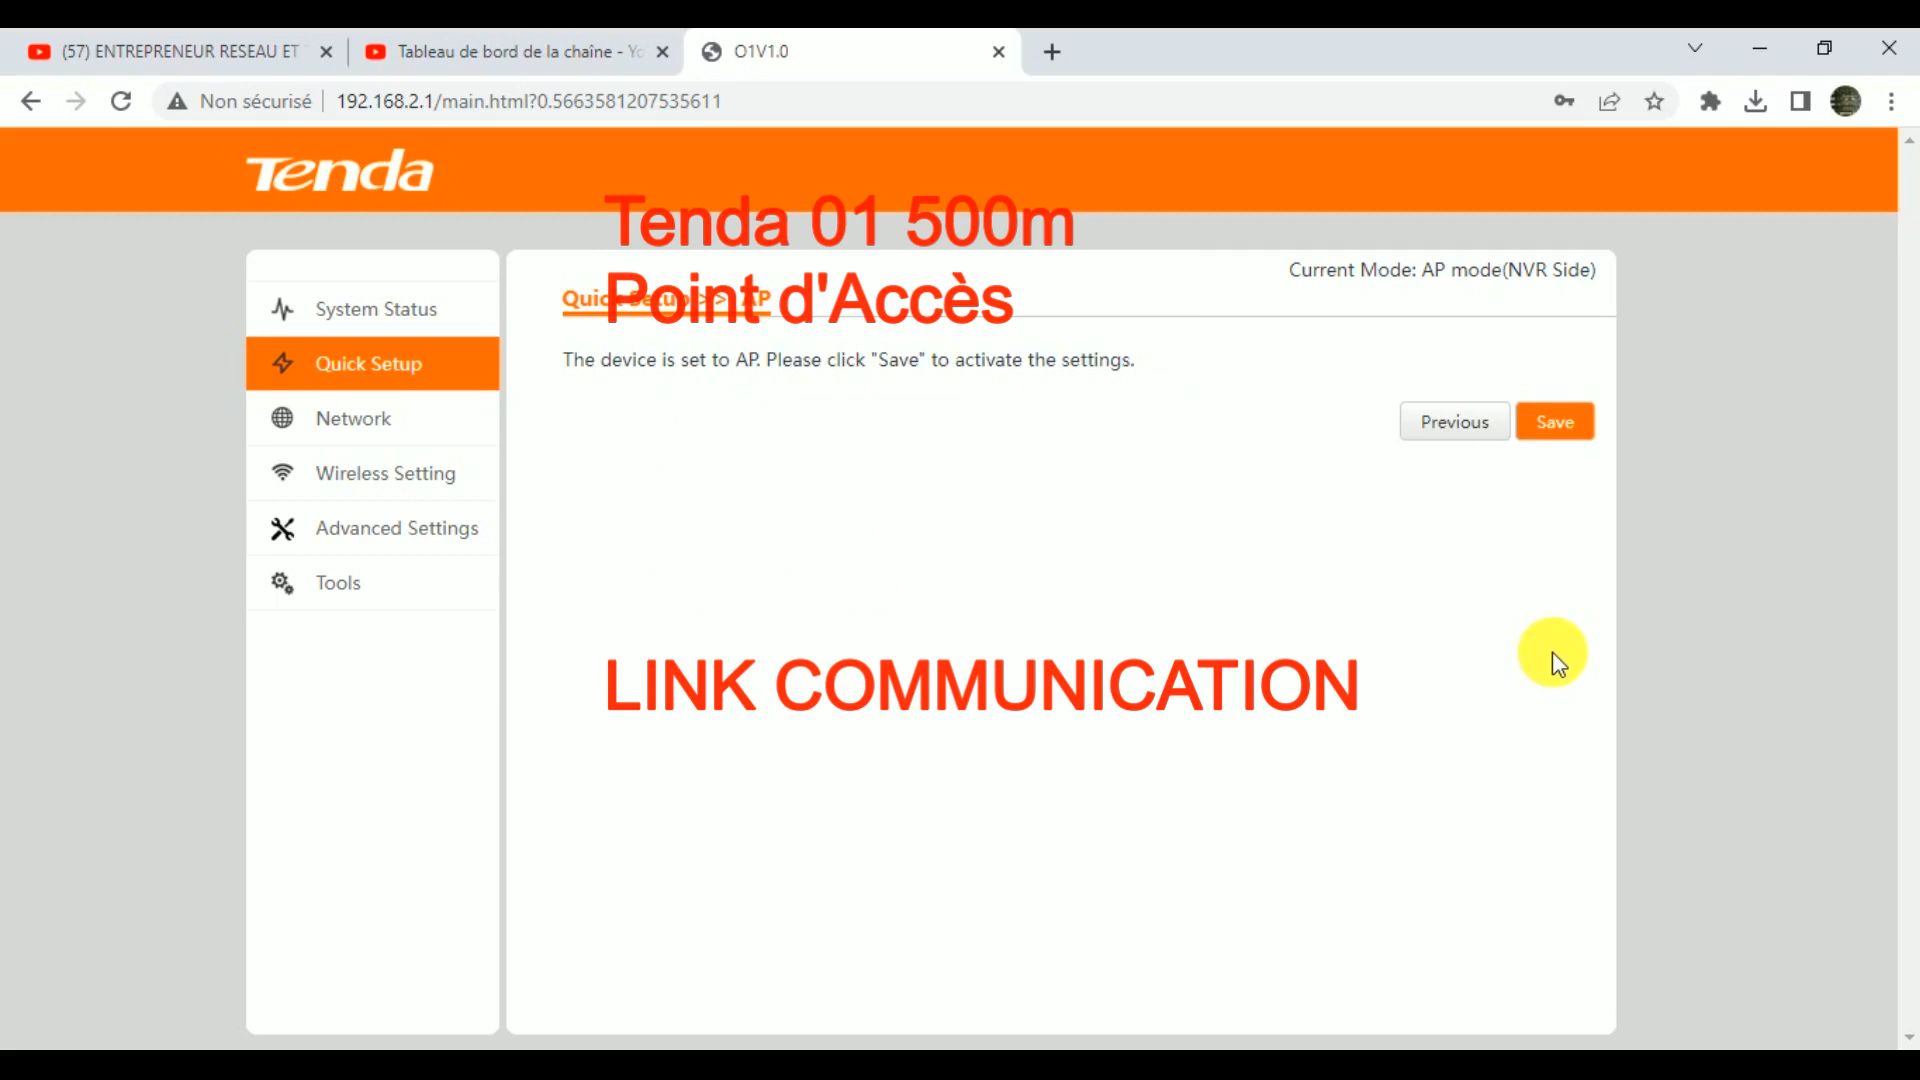 (57) ENTREPRENEUR RESEAU ET
Tableau de bord de la chaîne - Yo
O1V1.0
Non sécurisé
192.168.2.1/main.html?0.5663581207535611
Tenda
Tenda 01 500m
Current Mode: AP mode(NVR Side)
Quick Setup >> AP
Point d'Accès
System Status
The device is set to AP. Please click "Save" to activate the settings.
Quick Setup
Previous
Save
Network
Wireless Setting
Advanced Settings
Tools
LINK COMMUNICATION